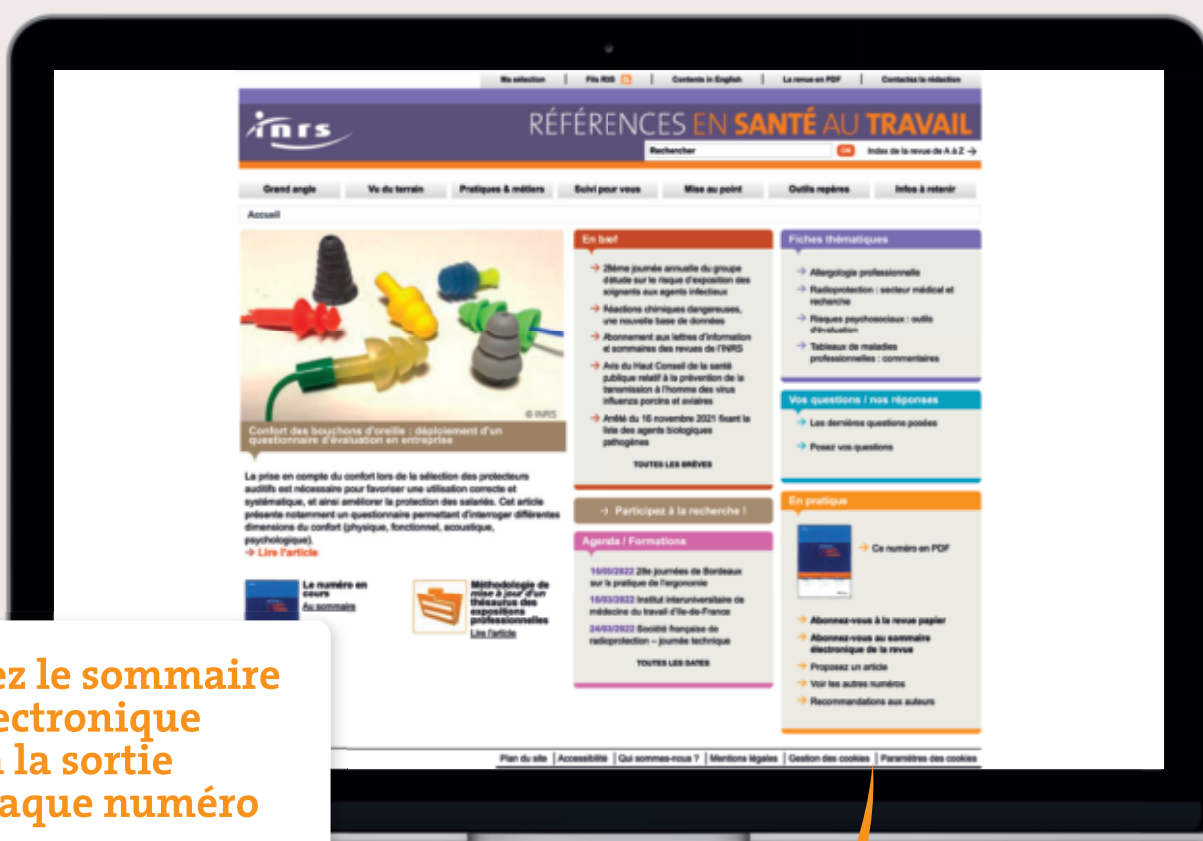 Ma sélection | Fils RSS | Contents in English | La revue en PDF | Contactez la rédaction
inrs
RÉFÉRENCES EN SANTÉ AU TRAVAIL
Rechercher OK Index de la revue de A à Z →
Grand angle Vu du terrain Pratiques & métiers Suivi pour vous Mise au point Outils repères Infos à retenir
Accueil
© INRS
Confort des bouchons d'oreille : déploiement d'un
questionnaire d'évaluation en entreprise
La prise en compte du confort lors de la sélection des protecteurs
auditifs est nécessaire pour favoriser une utilisation correcte et
systématique, et ainsi améliorer la protection des salariés. Cet article
présente notamment un questionnaire permettant d'interroger différentes
dimensions du confort (physique, fonctionnel, acoustique,
psychologique).
→ Lire l'article
Le numéro en
cours
Au sommaire
Méthodologie de
mise à jour d'un
thésaurus des
expositions
professionnelles
Lire l'article
En bref
→ 28ème journée annuelle du groupe
d'étude sur le risque d'exposition des
soignants aux agents infectieux
→ Réactions chimiques dangereuses,
une nouvelle base de données
→ Abonnement aux lettres d'information
et sommaires des revues de l'INRS
→ Avis du Haut Conseil de la santé
publique relatif à la prévention de la
transmission à l'homme des virus
influenza porcins et aviaires
→ Arrêté du 16 novembre 2021 fixant la
liste des agents biologiques
pathogènes
TOUTES LES BRÈVES
→ Participez à la recherche !
Agenda / Formations
16/03/2022 28e journées de Bordeaux
sur la pratique de l'ergonomie
18/03/2022 Institut interuniversitaire de
médecine du travail d'Ile-de-France
24/03/2022 Société française de
radioprotection – journée technique
TOUTES LES DATES
Fiches thématiques
→ Allergologie professionnelle
→ Radioprotection : secteur médical et
recherche
→ Risques psychosociaux : outils
d'évaluation
→ Tableaux de maladies
professionnelles : commentaires
Vos questions / nos réponses
→ Les dernières questions posées
→ Posez vos questions
En pratique
→ Ce numéro en PDF
→ Abonnez-vous à la revue papier
→ Abonnez-vous au sommaire
électronique de la revue
→ Proposez un article
→ Voir les autres numéros
→ Recommandations aux auteurs
Plan du site | Accessibilité | Qui sommes-nous ? | Mentions légales | Gestion des cookies | Paramètres des cookies
ez le sommaire
ectronique
la sortie
aque numéro